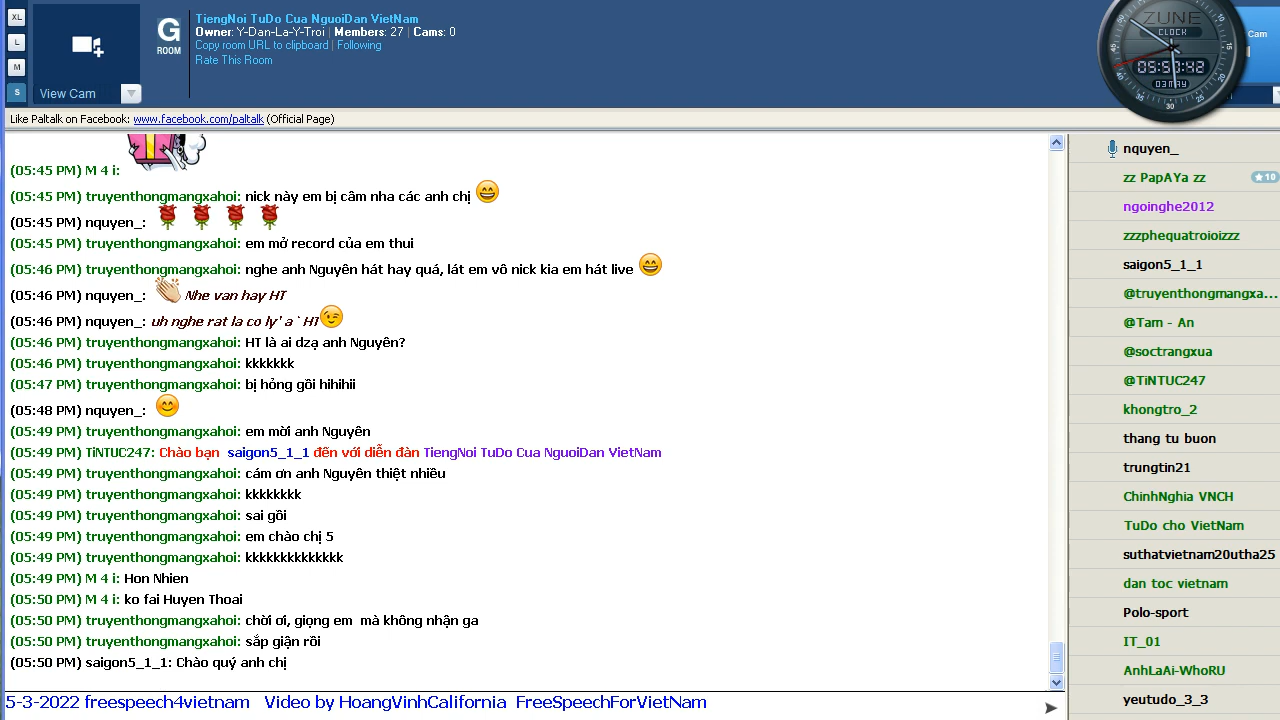 XL
L
M
S
View Cam
G
ROOM
TiengNoi TuDo Cua NguoiDan VietNam
Owner: Y-Dan-La-Y-Troi | Members: 27 | Cams: 0
Copy room URL to clipboard | Following
Rate This Room
ZUNE
CLOCK
05:50:42
03MAY
Cam
Like Paltalk on Facebook: www.facebook.com/paltalk (Official Page)
(05:45 PM) M 4 i:
(05:45 PM) truyenthongmangxahoi: nick này em bị câm nha các anh chị
(05:45 PM) nquyen_:
(05:45 PM) truyenthongmangxahoi: em mở record của em thui
(05:46 PM) truyenthongmangxahoi: nghe anh Nguyên hát hay quá, lát em vô nick kia em hát live
(05:46 PM) nquyen_: Nhe van hay HT
(05:46 PM) nquyen_: uh nghe rat la co ly' a` HT
(05:46 PM) truyenthongmangxahoi: HT là ai dzạ anh Nguyên?
(05:46 PM) truyenthongmangxahoi: kkkkkkk
(05:47 PM) truyenthongmangxahoi: bị hỏng gồi hihihii
(05:48 PM) nquyen_:
(05:49 PM) truyenthongmangxahoi: em mời anh Nguyên
(05:49 PM) TiNTUC247: Chào bạn saigon5_1_1 đến với diễn đàn TiengNoi TuDo Cua NguoiDan VietNam
(05:49 PM) truyenthongmangxahoi: cám ơn anh Nguyên thiệt nhiều
(05:49 PM) truyenthongmangxahoi: kkkkkkkk
(05:49 PM) truyenthongmangxahoi: sai gồi
(05:49 PM) truyenthongmangxahoi: em chào chị 5
(05:49 PM) truyenthongmangxahoi: kkkkkkkkkkkkkk
(05:49 PM) M 4 i: Hon Nhien
(05:50 PM) M 4 i: ko fai Huyen Thoai
(05:50 PM) truyenthongmangxahoi: chời ơi, giọng em mà không nhận ga
(05:50 PM) truyenthongmangxahoi: sắp giận rồi
(05:50 PM) saigon5_1_1: Chào quý anh chị
nquyen_
zz PapAYa zz
10
ngoinghe2012
zzzphequatroioizzz
saigon5_1_1
@truyenthongmangxa...
@Tam - An
@soctrangxua
@TiNTUC247
khongtro_2
thang tu buon
trungtin21
ChinhNghia VNCH
TuDo cho VietNam
suthatvietnam20utha25
dan toc vietnam
Polo-sport
IT_01
AnhLaAi-WhoRU
yeutudo_3_3
5-3-2022 freespeech4vietnam Video by HoangVinhCalifornia FreeSpeechForVietNam